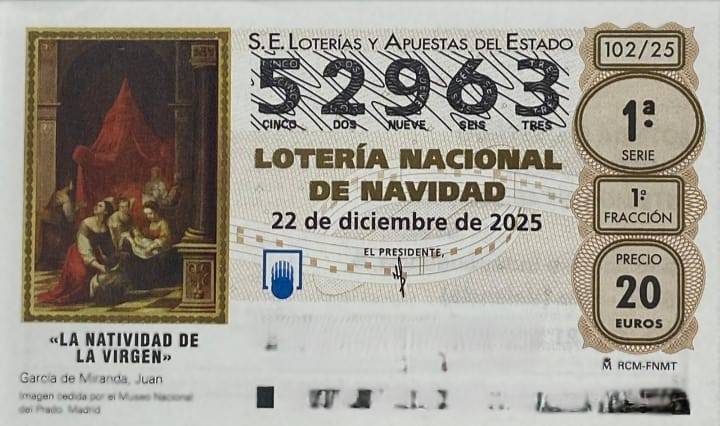 S.E. LOTERÍAS Y APUESTAS DEL ESTADO
102/25
52963
CINCO DOS NUEVE SEIS TRES
1ª
SERIE
LOTERÍA NACIONAL
DE NAVIDAD
22 de diciembre de 2025
1ª
FRACCIÓN
EL PRESIDENTE,
PRECIO
20
EUROS
«LA NATIVIDAD DE
LA VIRGEN»
García de Miranda, Juan
Imagen cedida por el Museo Nacional
del Prado. Madrid
RCM-FNMT